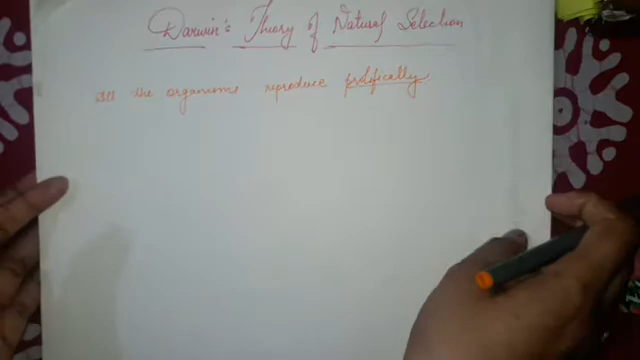 Darwin's Theory of Natural Selection
all the organisms reproduce prolifically